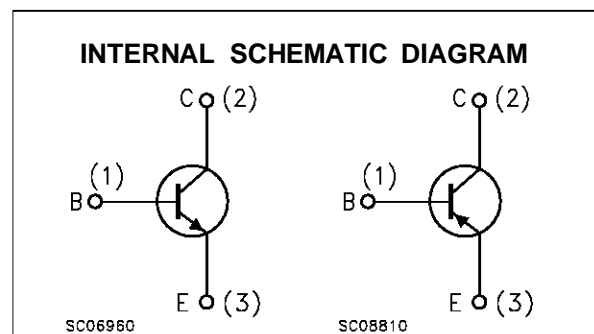 INTERNAL SCHEMATIC DIAGRAM
C (2)
C (2)
(1)
B
(1)
B
E (3)
E (3)
SC06960
SC08810